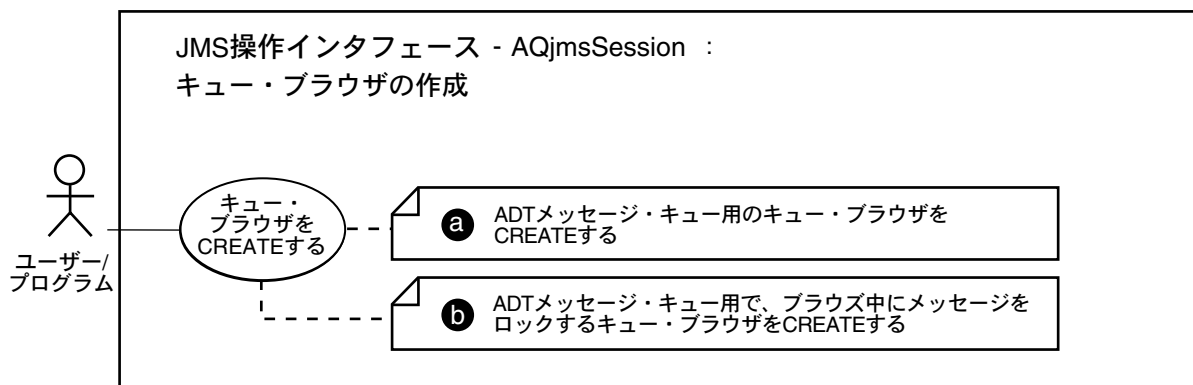 JMS操作インタフェース - AQjmsSession :
キュー・ブラウザの作成
ユーザー/
プログラム
キュー・
ブラウザを
CREATEする
a
ADTメッセージ・キュー用のキュー・ブラウザを
CREATEする
b
ADTメッセージ・キュー用で、ブラウズ中にメッセージを
ロックするキュー・ブラウザをCREATEする